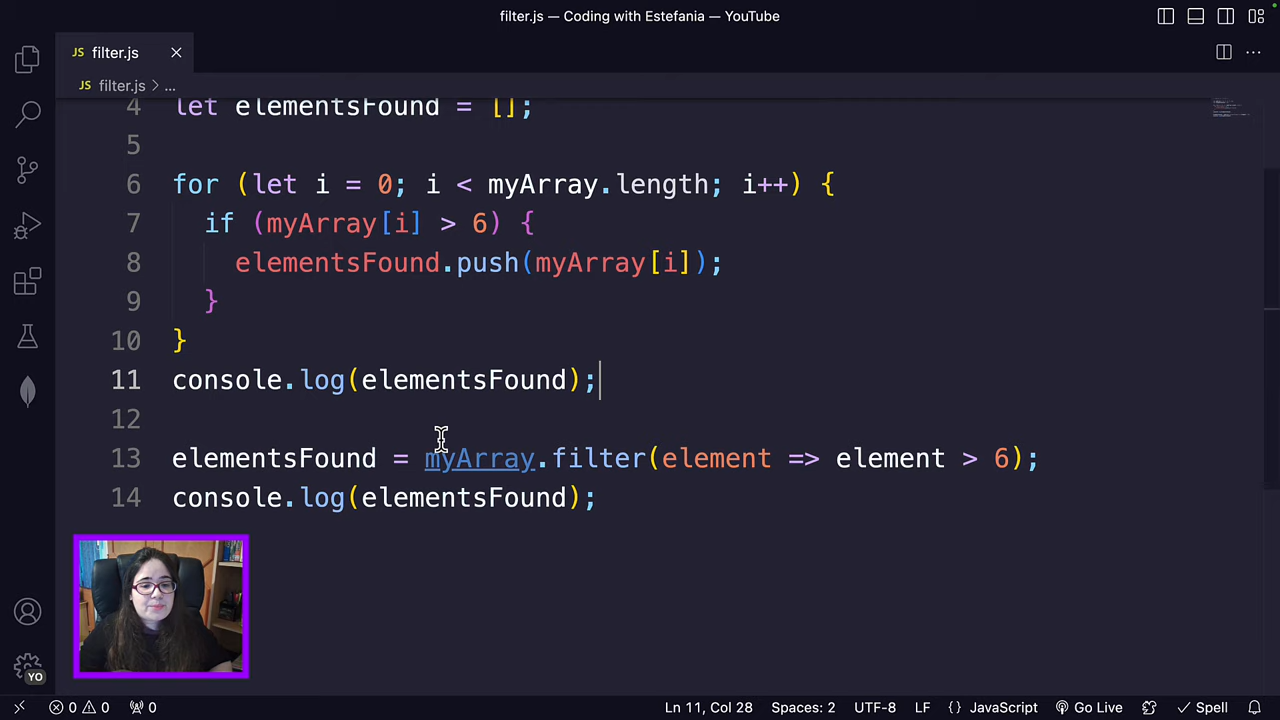 filter.js — Coding with Estefania — YouTube
JS filter.js
JS filter.js > ...
4 let elementsFound = [];
5
6 for (let i = 0; i < myArray.length; i++) {
7 if (myArray[i] > 6) {
8 elementsFound.push(myArray[i]);
9 }
10 }
11 console.log(elementsFound);
12
13 elementsFound = myArray.filter(element => element > 6);
14 console.log(elementsFound);
YO
0 0 0 Ln 11, Col 28 Spaces: 2 UTF-8 LF {} JavaScript Go Live Spell